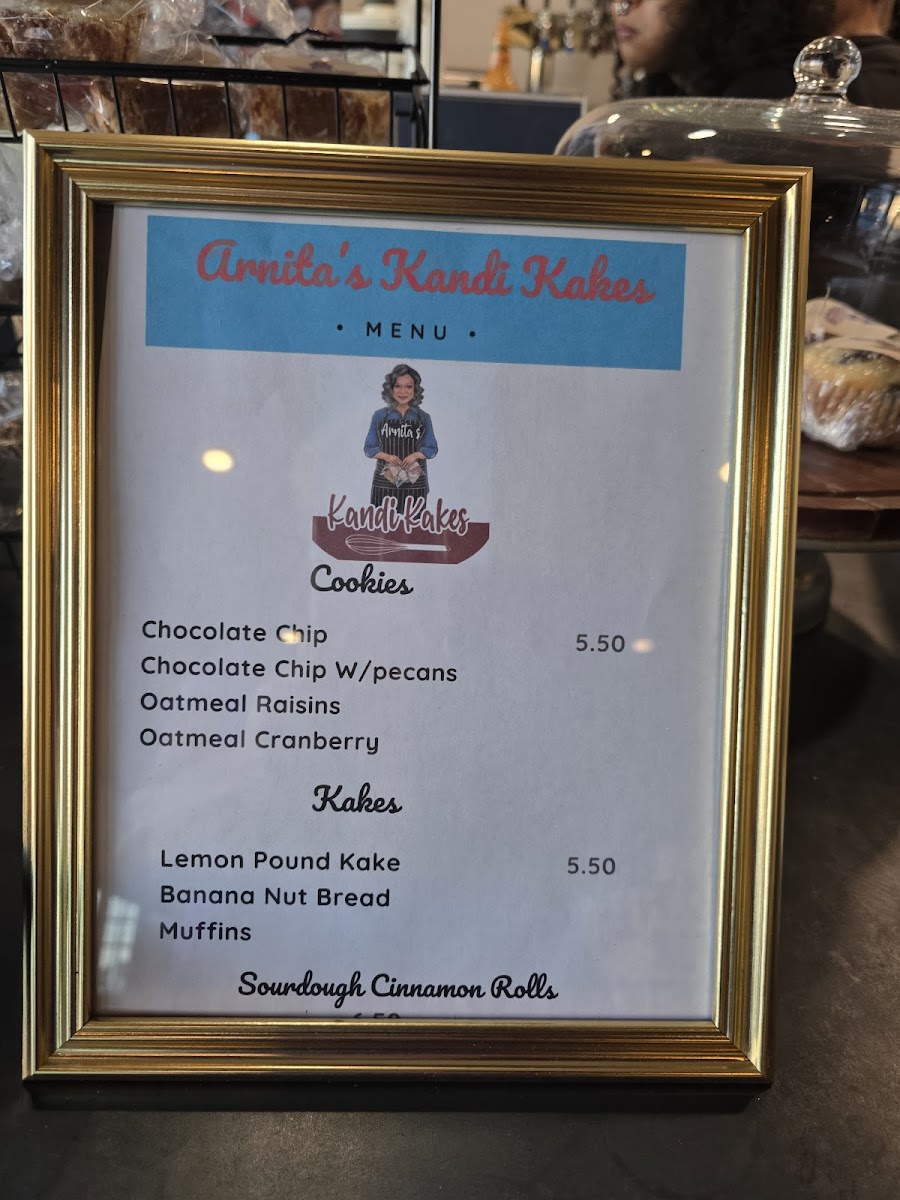 Arnita's Kandi Kakes
• MENU •
Arnita's
Kandi Kakes
Cookies
Chocolate Chip 5.50
Chocolate Chip W/pecans
Oatmeal Raisins
Oatmeal Cranberry
Kakes
Lemon Pound Kake 5.50
Banana Nut Bread
Muffins
Sourdough Cinnamon Rolls